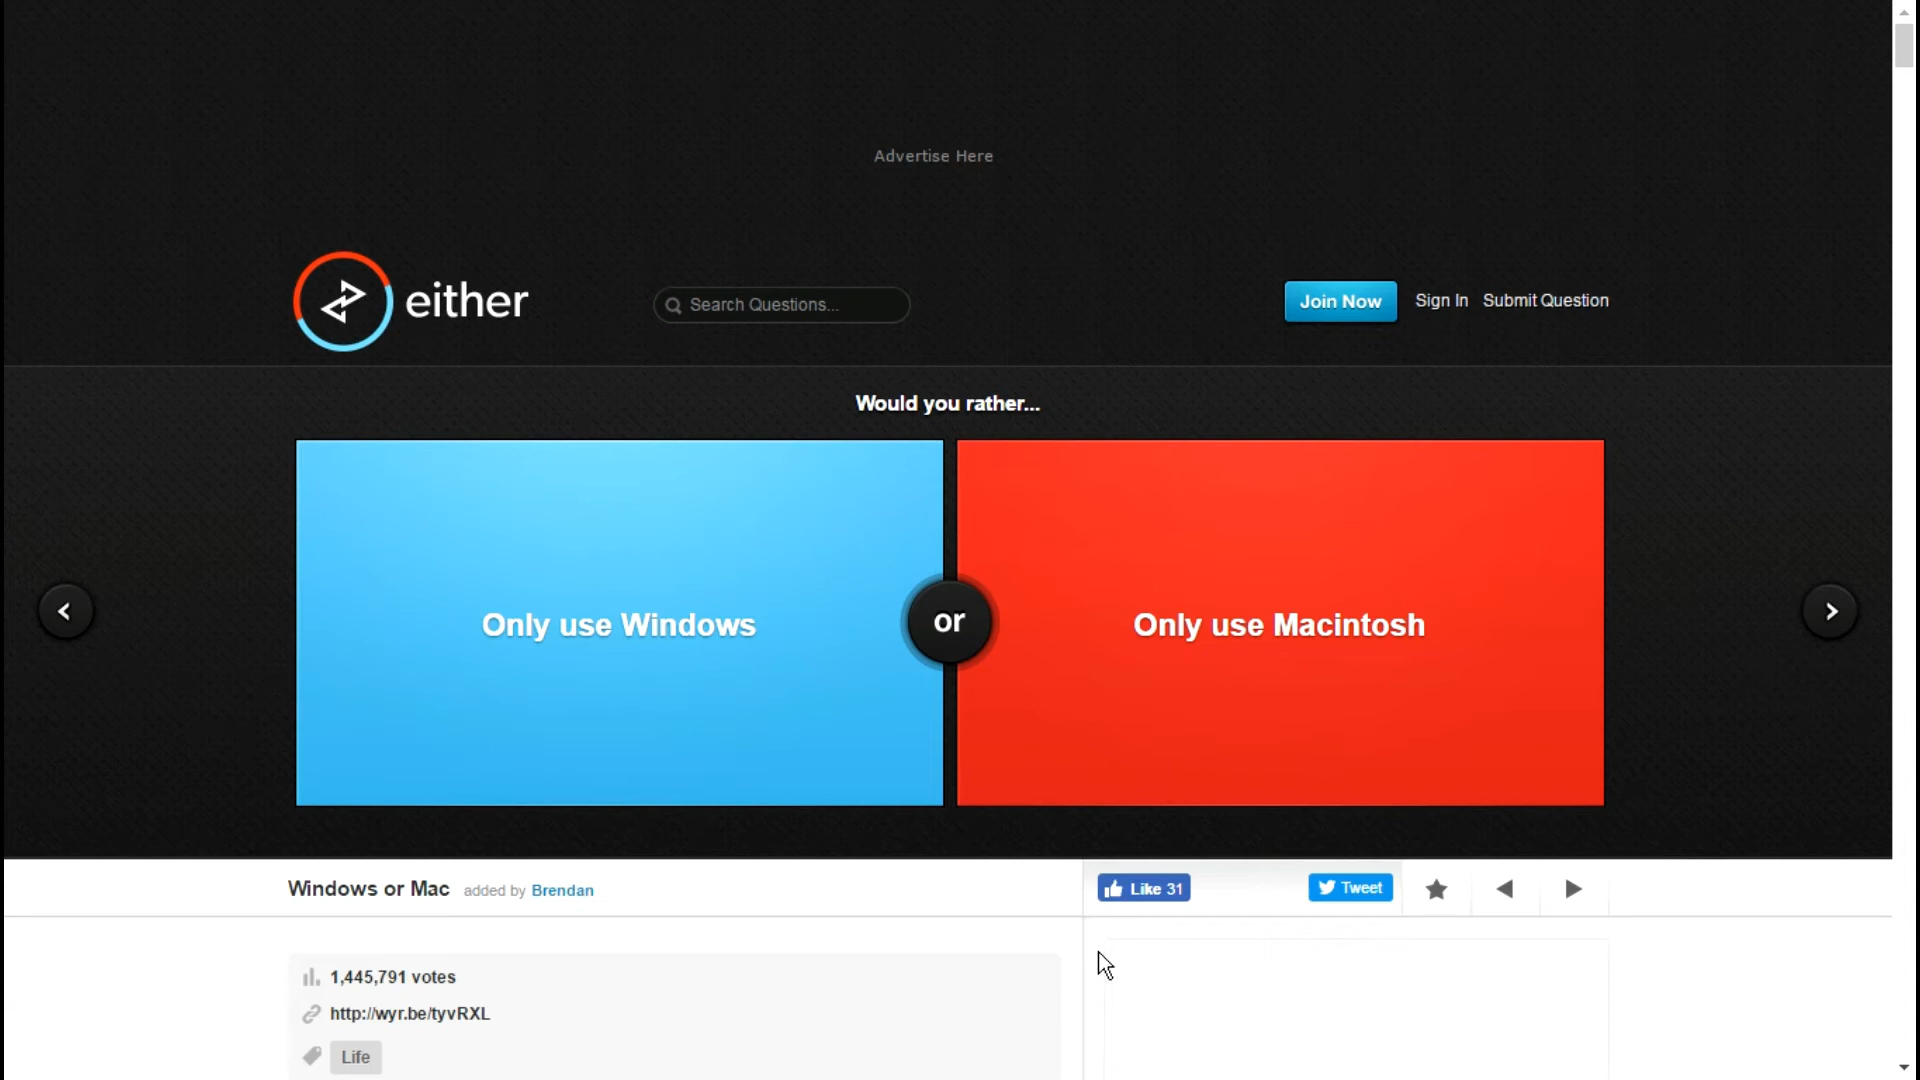 Advertise Here
either
Search Questions...
Join Now
Sign In
Submit Question
Would you rather...
Only use Windows
or
Only use Macintosh
Windows or Mac added by Brendan
Like 31
Tweet
1,445,791 votes
http://wyr.be/tyvRXL
Life